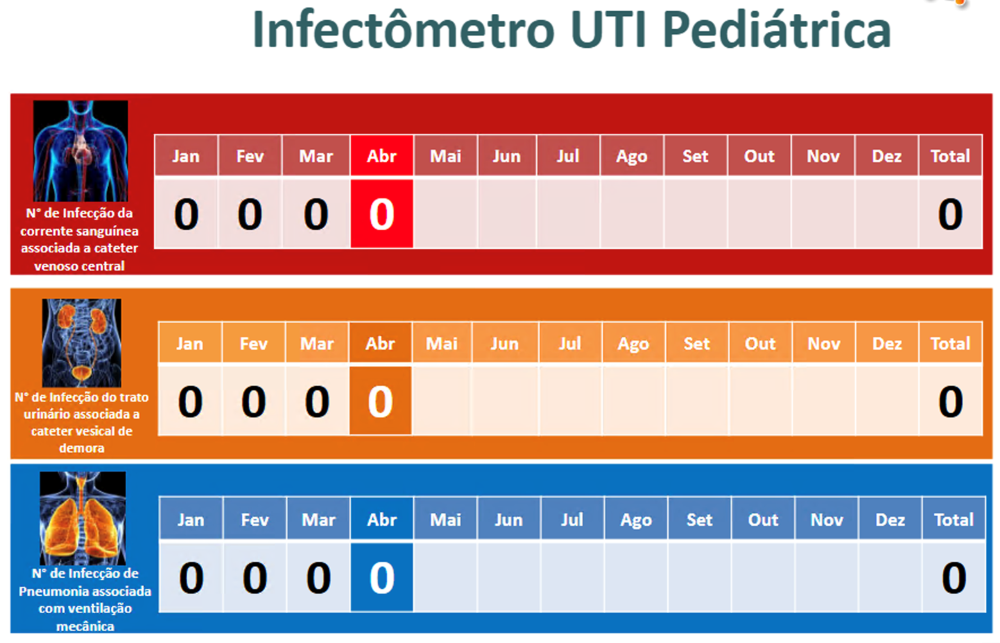 Infectômetro UTI Pediátrica
Jan Fev Mar Abr Mai Jun Jul Ago Set Out Nov Dez Total
0 0 0 0 0
N° de Infecção da
corrente sanguínea
associada a cateter
venoso central
Jan Fev Mar Abr Mai Jun Jul Ago Set Out Nov Dez Total
0 0 0 0 0
N° de Infecção do trato
urinário associada a
cateter vesical de
demora
Jan Fev Mar Abr Mai Jun Jul Ago Set Out Nov Dez Total
0 0 0 0 0
N° de Infecção de
Pneumonia associada
com ventilação
mecânica